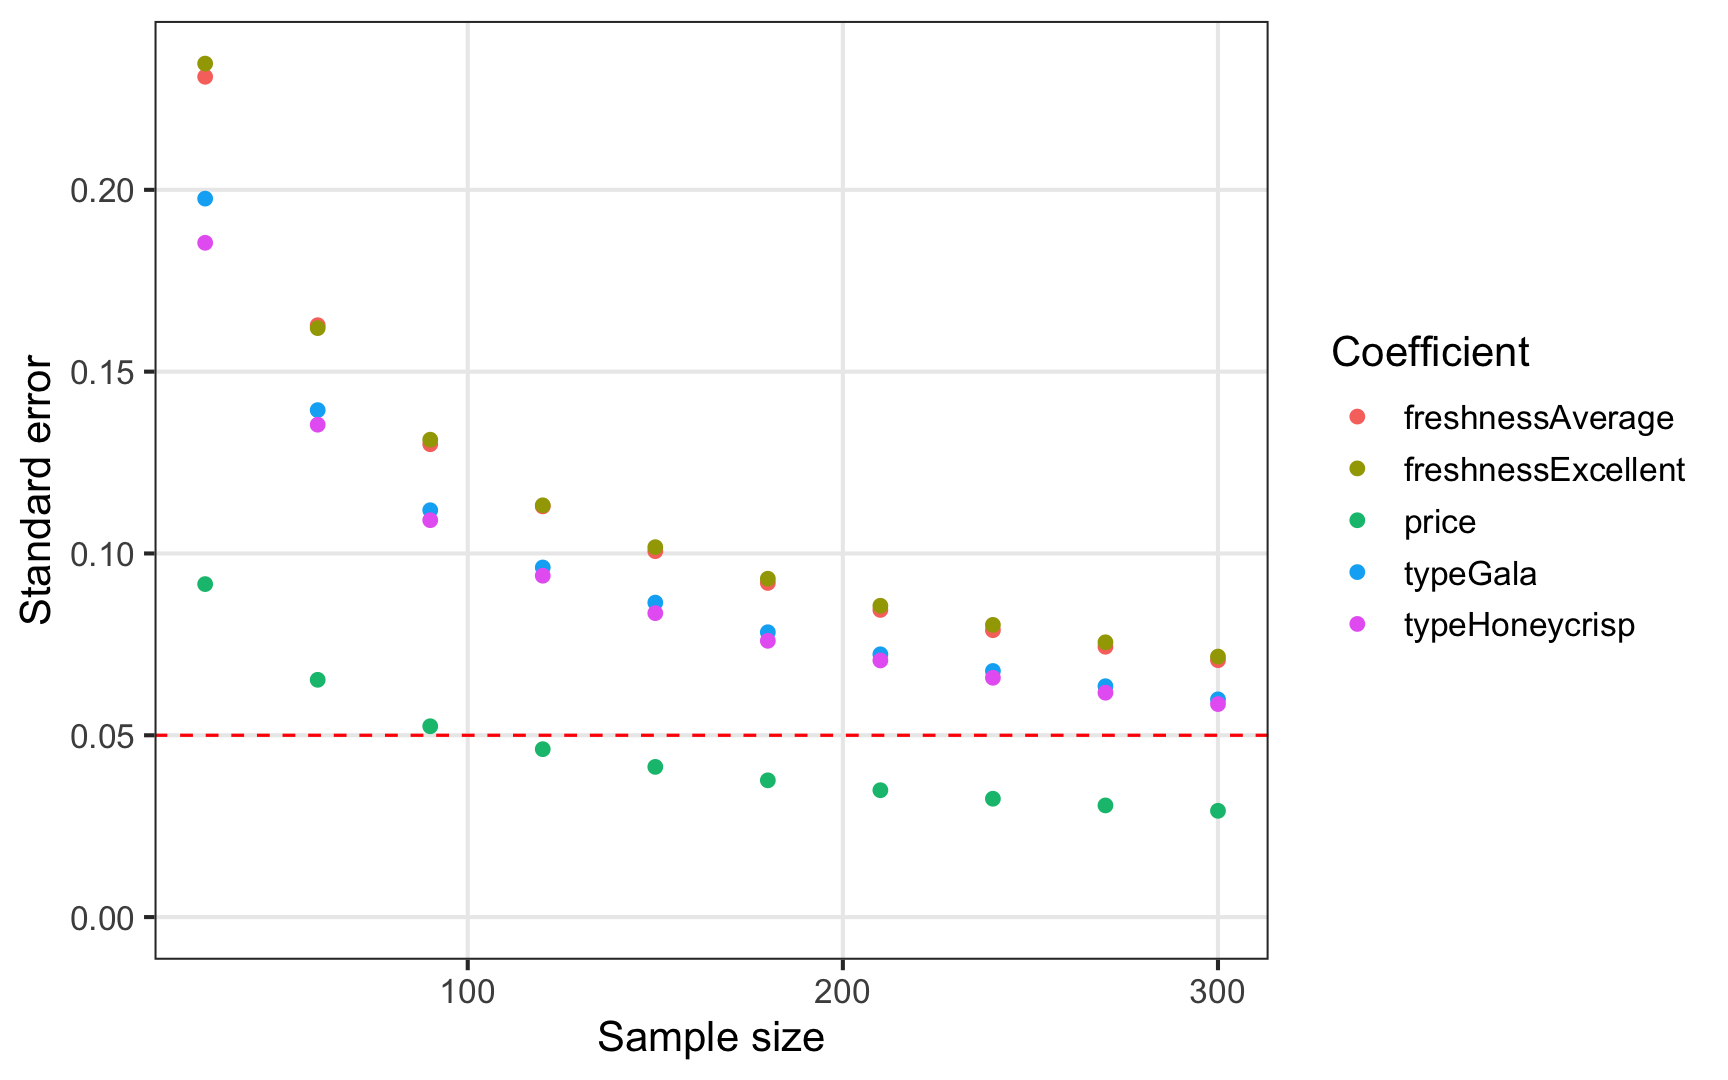 Standard error
0.20
0.15
0.10
0.05
0.00
100
200
300
Sample size
Coefficient
freshnessAverage
freshnessExcellent
price
typeGala
typeHoneycrisp